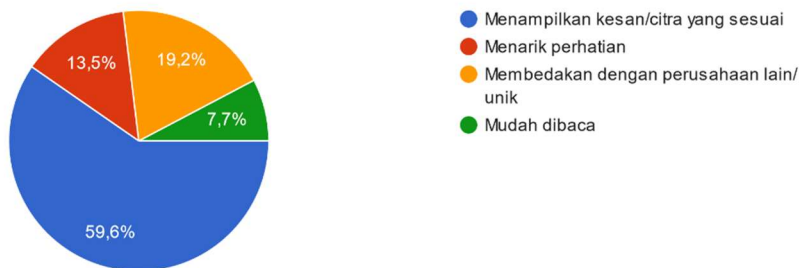 13,5%
19,2%
7,7%
59,6%
Menampilkan kesan/citra yang sesuai
Menarik perhatian
Membedakan dengan perusahaan lain/
unik
Mudah dibaca